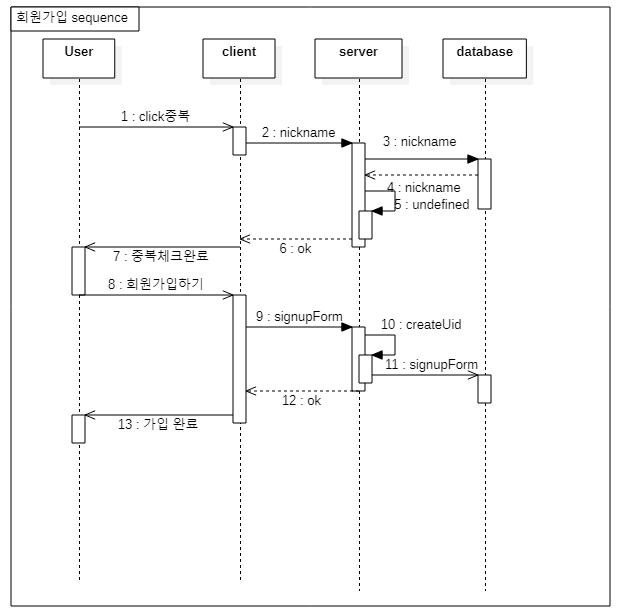 회원가입 sequence
User
client
server
database
1 : click중복
2 : nickname
3 : nickname
4 : nickname
5 : undefined
6 : ok
7 : 중복체크완료
8 : 회원가입하기
9 : signupForm
10 : createUid
11 : signupForm
12 : ok
13 : 가입 완료